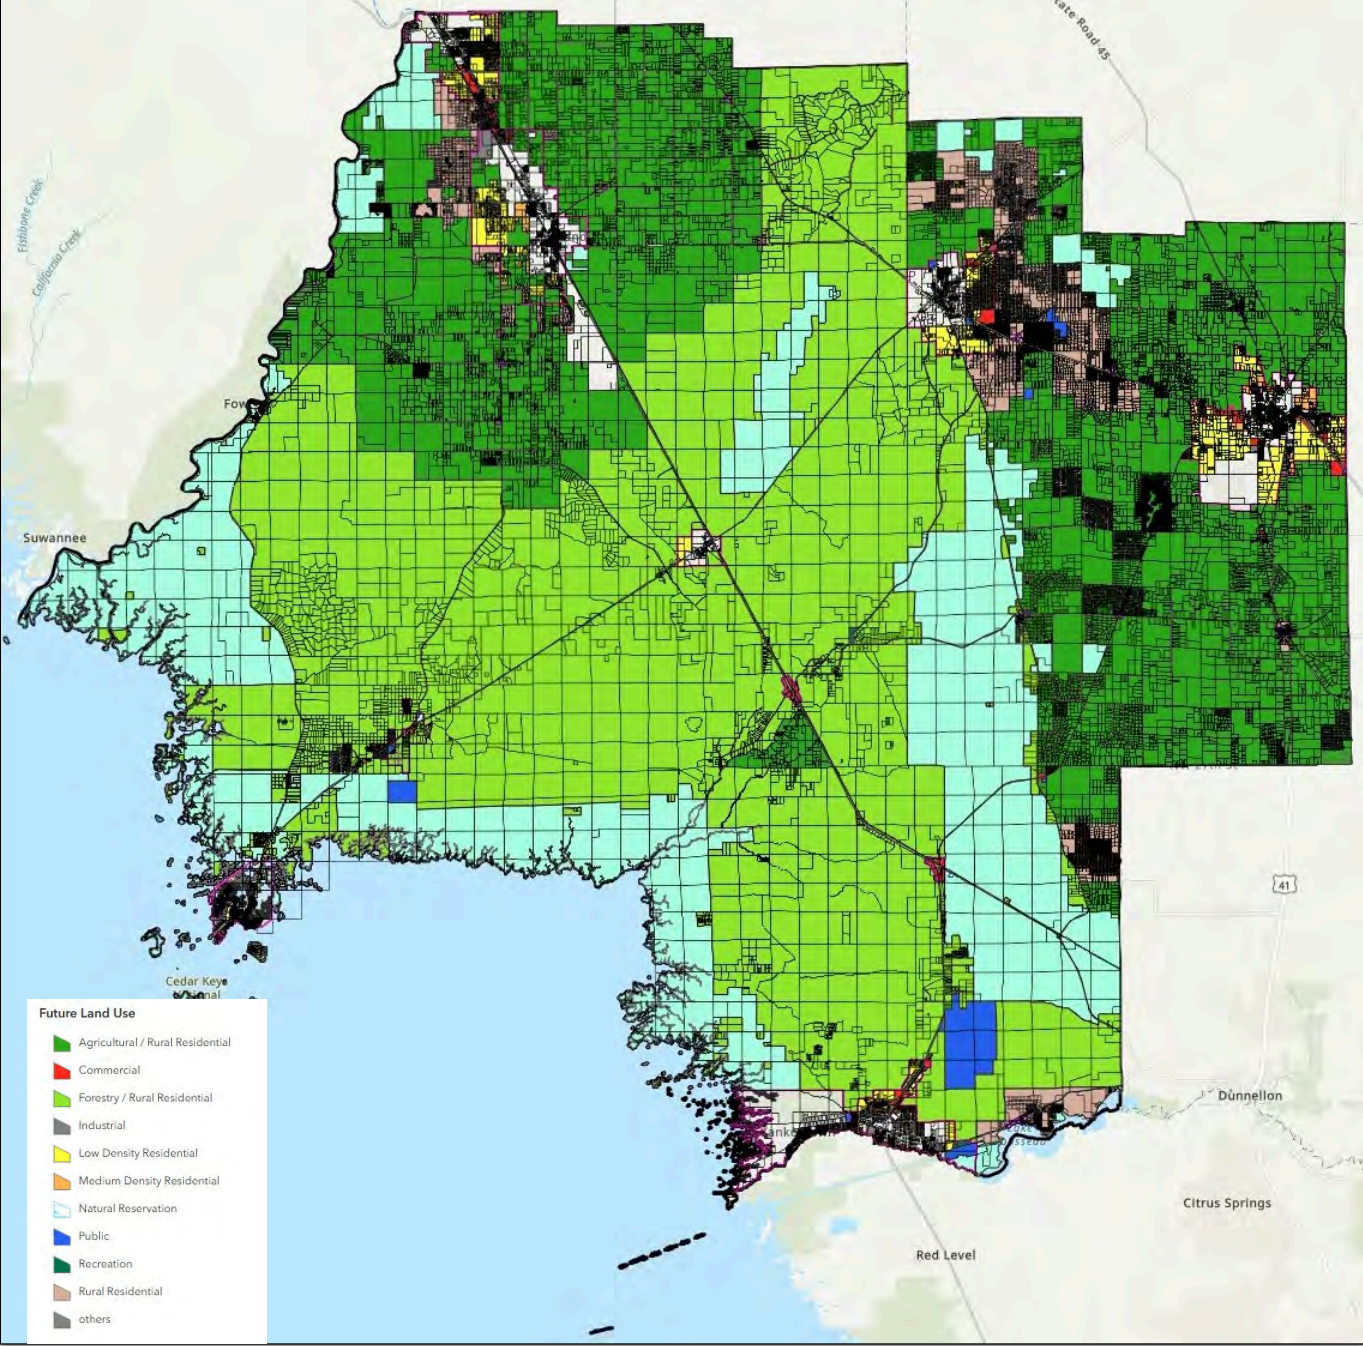 State Road 45
Fishbone Creek
California Creek
Suwannee
41
Cedar Keys
National
Dunnellon
Citrus Springs
Red Level
Future Land Use
Agricultural / Rural Residential
Commercial
Forestry / Rural Residential
Industrial
Low Density Residential
Medium Density Residential
Natural Reservation
Public
Recreation
Rural Residential
others